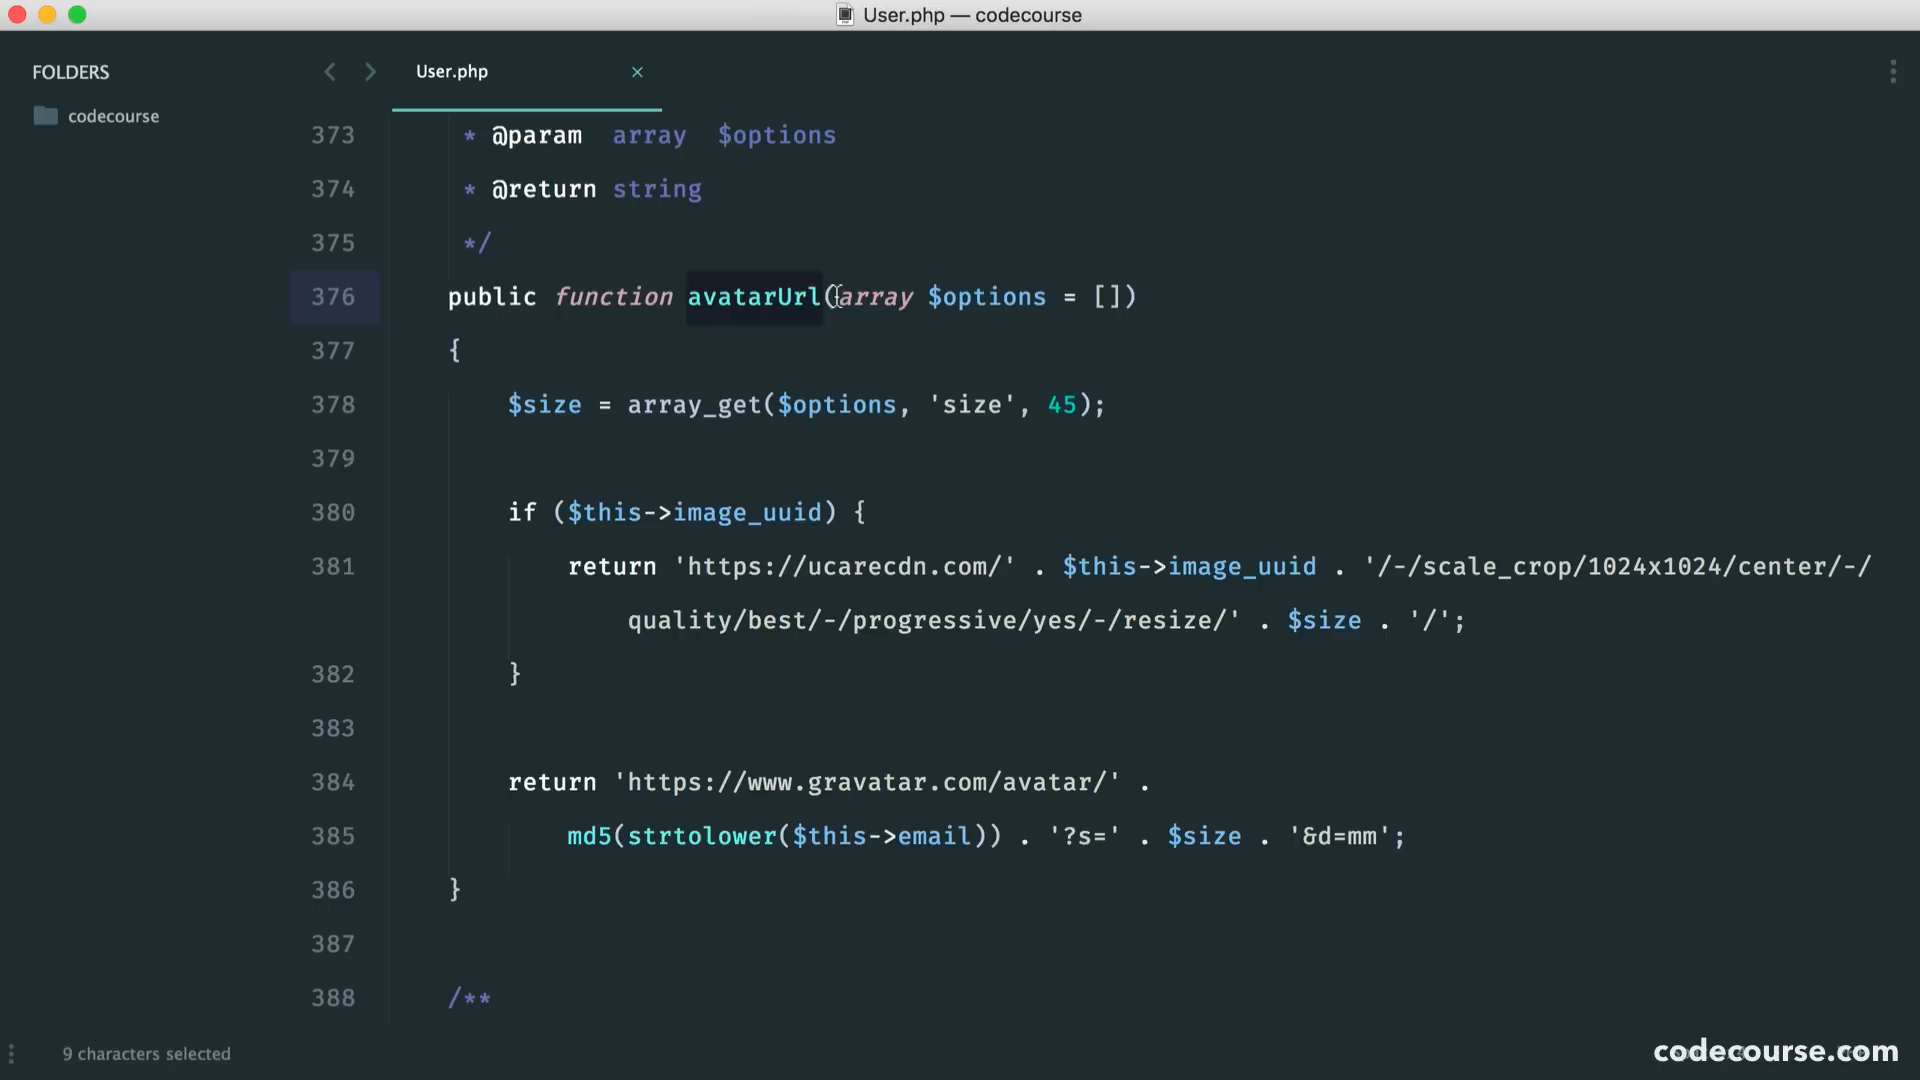 User.php — codecourse
FOLDERS
User.php
codecourse
373 * @param  array  $options
374 * @return string
375 */
376 public function avatarUrl(array $options = [])
377 {
378 $size = array_get($options, 'size', 45);
379
380 if ($this->image_uuid) {
381 return 'https://ucarecdn.com/' . $this->image_uuid . '/-/scale_crop/1024x1024/center/-/
quality/best/-/progressive/yes/-/resize/' . $size . '/';
382 }
383
384 return 'https://www.gravatar.com/avatar/' .
385 md5(strtolower($this->email)) . '?s=' . $size . '&d=mm';
386 }
387
388 /**
9 characters selected
codecourse.com